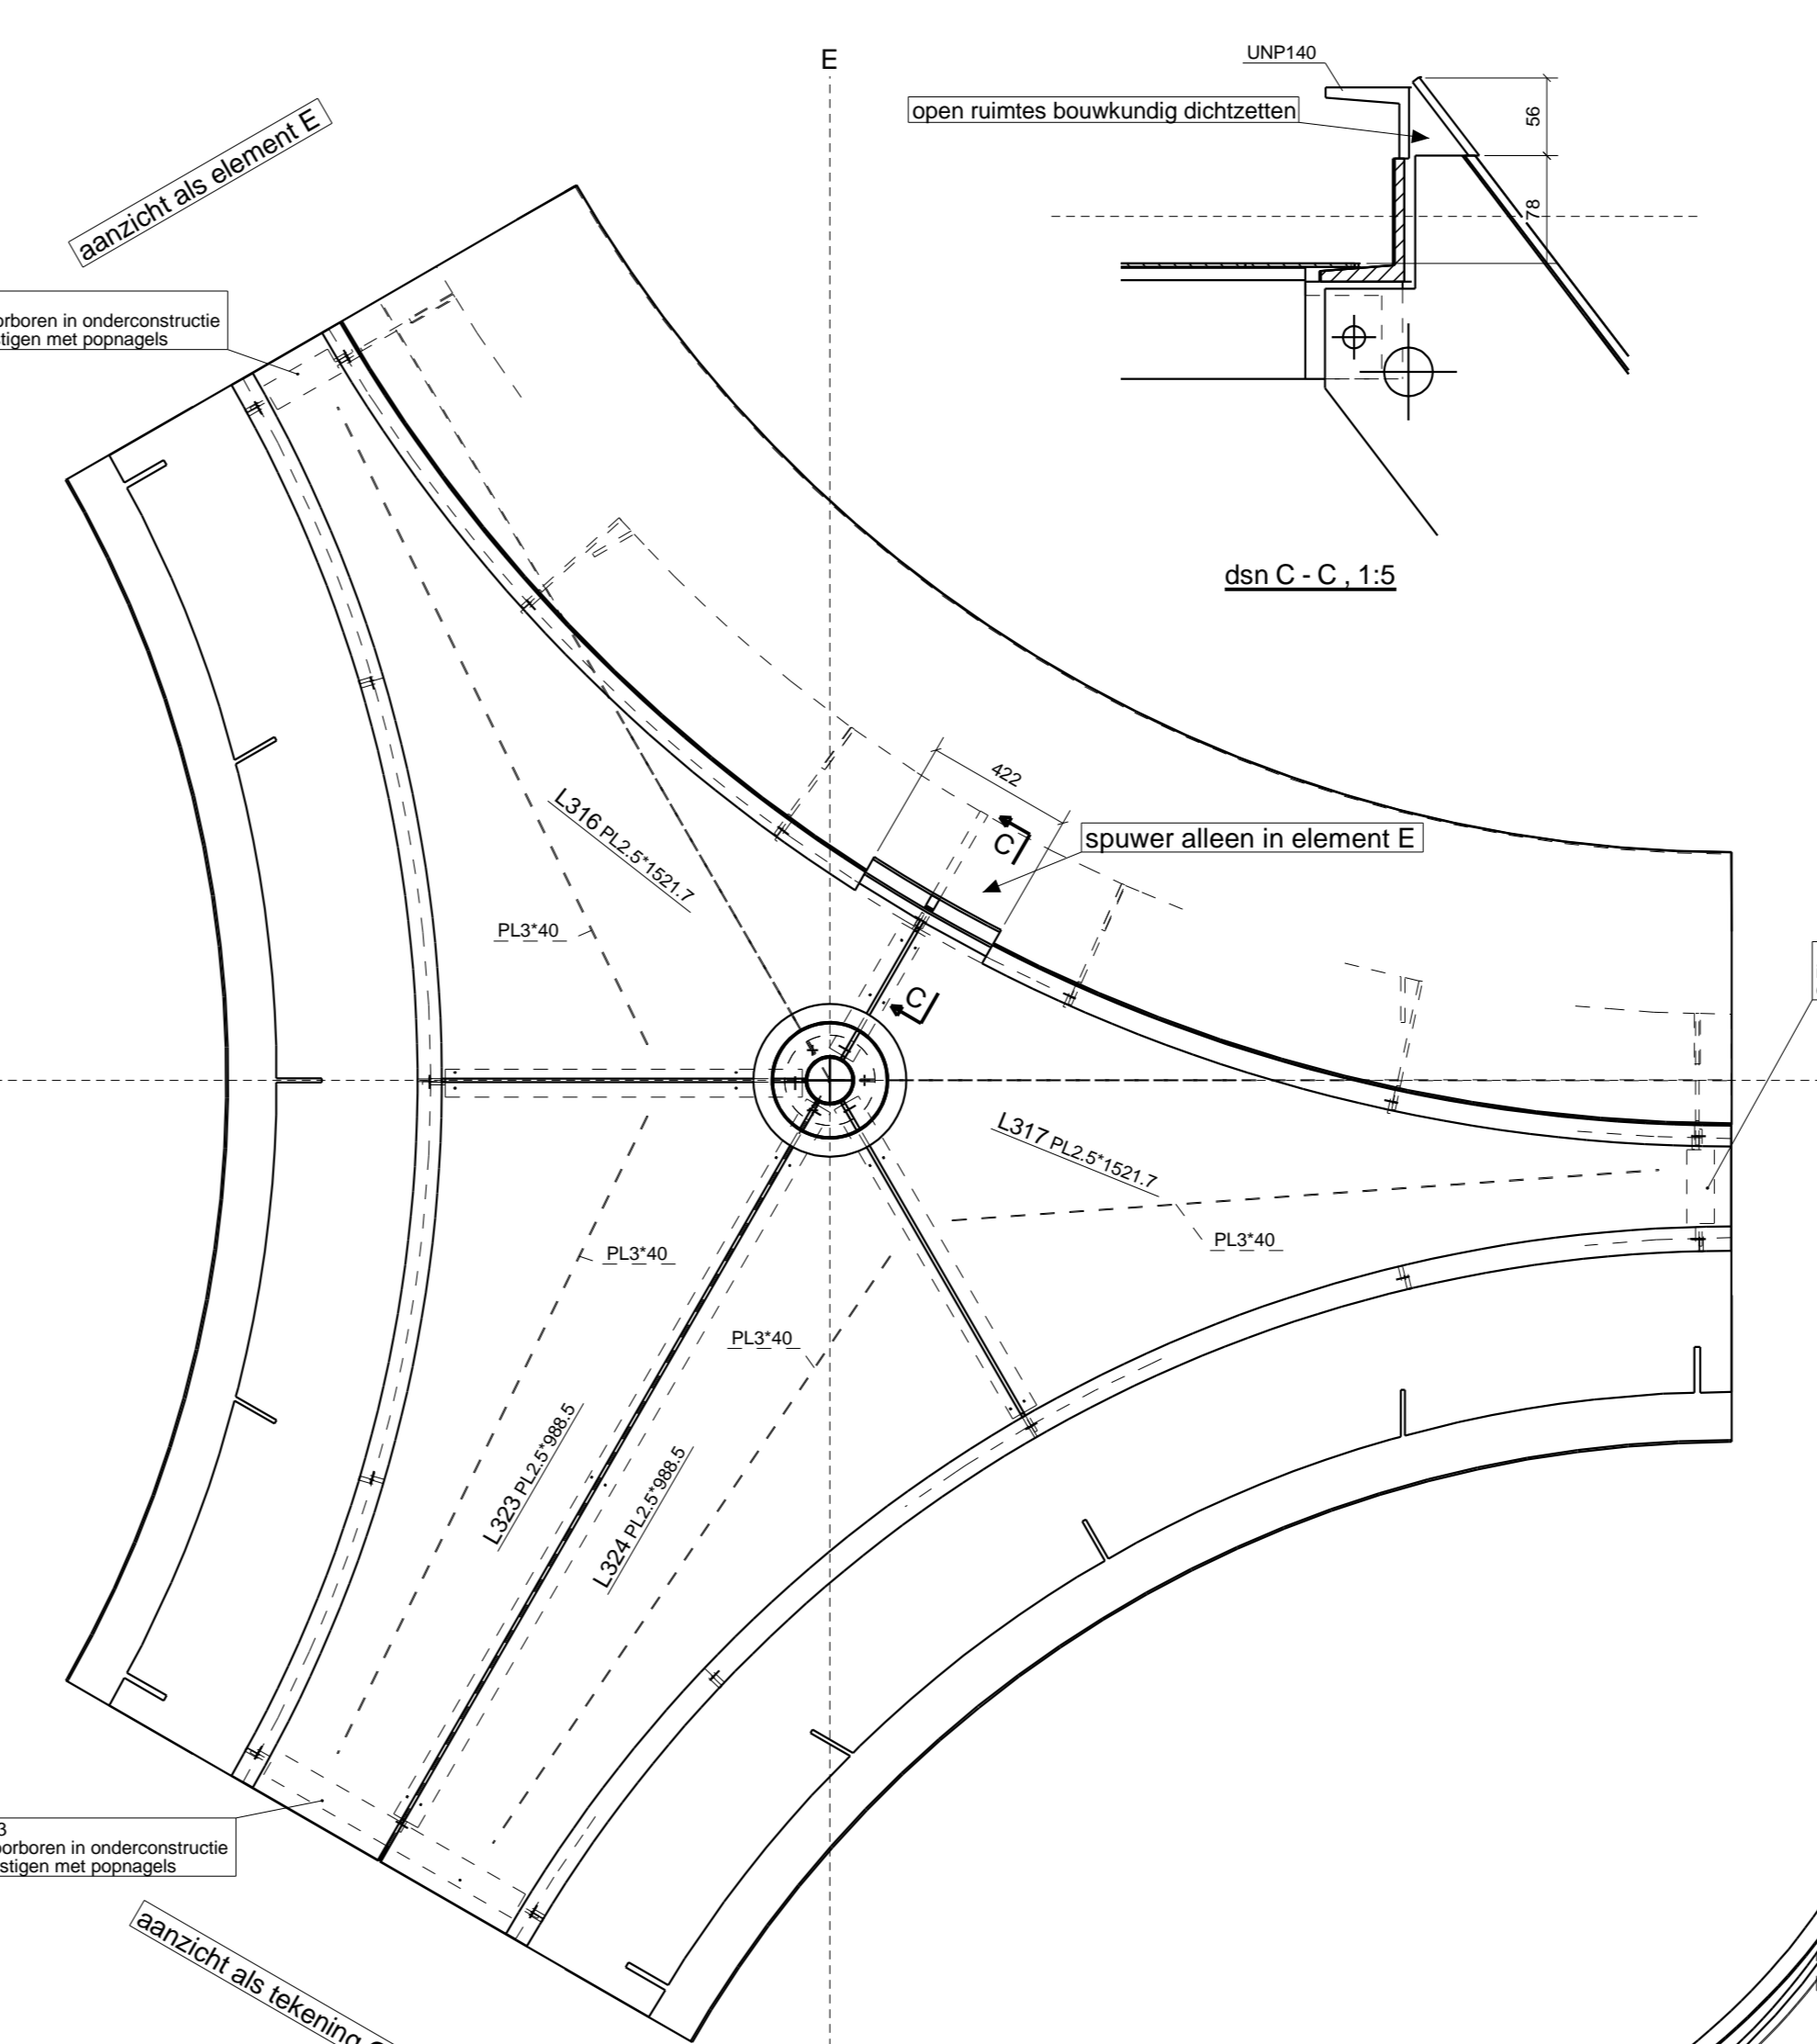 E
UNP140
open ruimtes bouwkundig dichtzetten
56
78
aanzicht als element E
orboren in onderconstructie
tigen met popnagels
dsn C - C , 1:5
422
C
spuwer alleen in element E
L316 PL2.5*1521.7
PL3*40
C
L317 PL2.5*1521.7
PL3*40
PL3*40
PL3*40
L323 PL2.5*988.5
L324 PL2.5*988.5
3
orboren in onderconstructie
stigen met popnagels
aanzicht als tekening